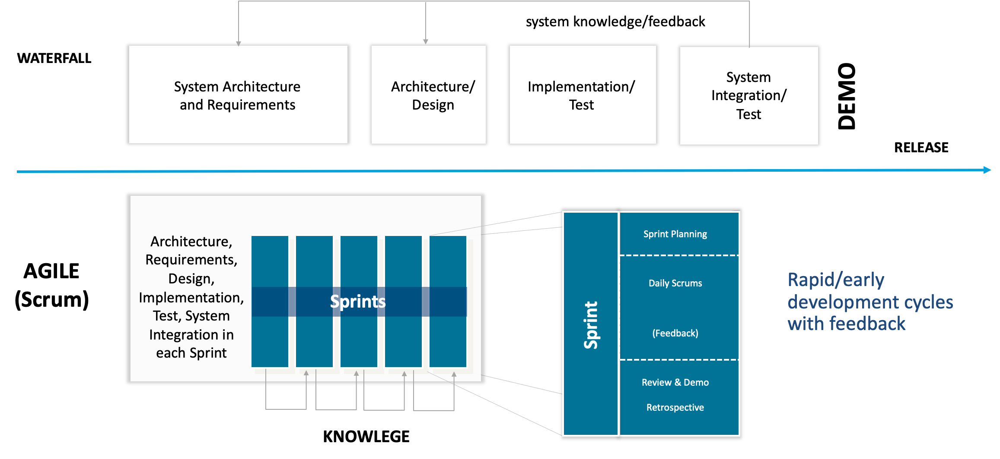 system knowledge/feedback
WATERFALL
System Architecture
and Requirements
Architecture/
Design
Implementation/
Test
System
Integration/
Test
DEMO
RELEASE
AGILE
(Scrum)
Architecture,
Requirements,
Design,
Implementation,
Test, System
Integration in
each Sprint
Sprints
KNOWLEGE
Sprint
Sprint Planning
Daily Scrums
(Feedback)
Review & Demo
Retrospective
Rapid/early
development cycles
with feedback